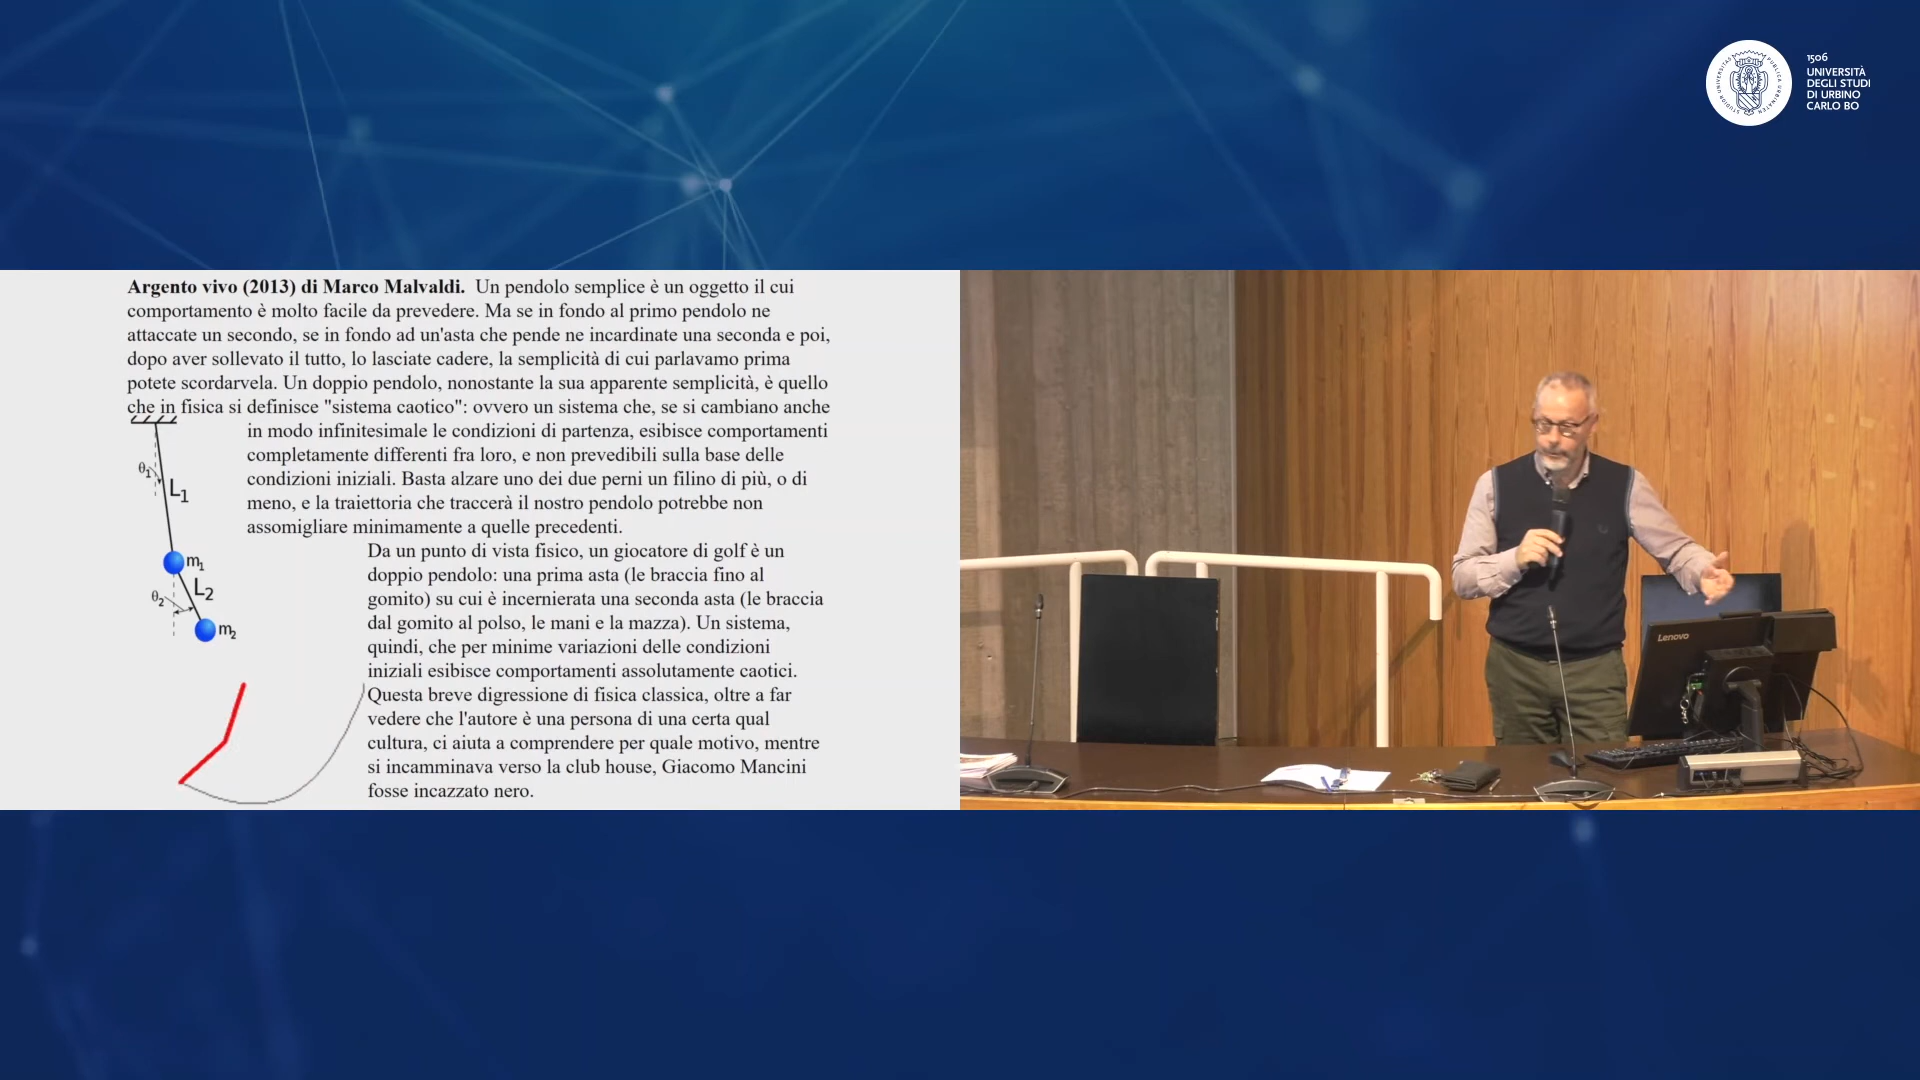 1506
UNIVERSITÀ
DEGLI STUDI
DI URBINO
CARLO BO
Argento vivo (2013) di Marco Malvaldi. Un pendolo semplice è un oggetto il cui
comportamento è molto facile da prevedere. Ma se in fondo al primo pendolo ne
attaccate un secondo, se in fondo ad un'asta che pende ne incardinate una seconda e poi,
dopo aver sollevato il tutto, lo lasciate cadere, la semplicità di cui parlavamo prima
potete scordarvela. Un doppio pendolo, nonostante la sua apparente semplicità, è quello
che in fisica si definisce "sistema caotico": ovvero un sistema che, se si cambiano anche
in modo infinitesimale le condizioni di partenza, esibisce comportamenti
completamente differenti fra loro, e non prevedibili sulla base delle
condizioni iniziali. Basta alzare uno dei due perni un filino di più, o di
meno, e la traiettoria che traccerà il nostro pendolo potrebbe non
assomigliare minimamente a quelle precedenti.
Da un punto di vista fisico, un giocatore di golf è un
doppio pendolo: una prima asta (le braccia fino al
gomito) su cui è incernierata una seconda asta (le braccia
dal gomito al polso, le mani e la mazza). Un sistema,
quindi, che per minime variazioni delle condizioni
iniziali esibisce comportamenti assolutamente caotici.
Questa breve digressione di fisica classica, oltre a far
vedere che l'autore è una persona di una certa qual
cultura, ci aiuta a comprendere per quale motivo, mentre
si incamminava verso la club house, Giacomo Mancini
fosse incazzato nero.
θ1
L1
m1
L2
θ2
m2
Lenovo